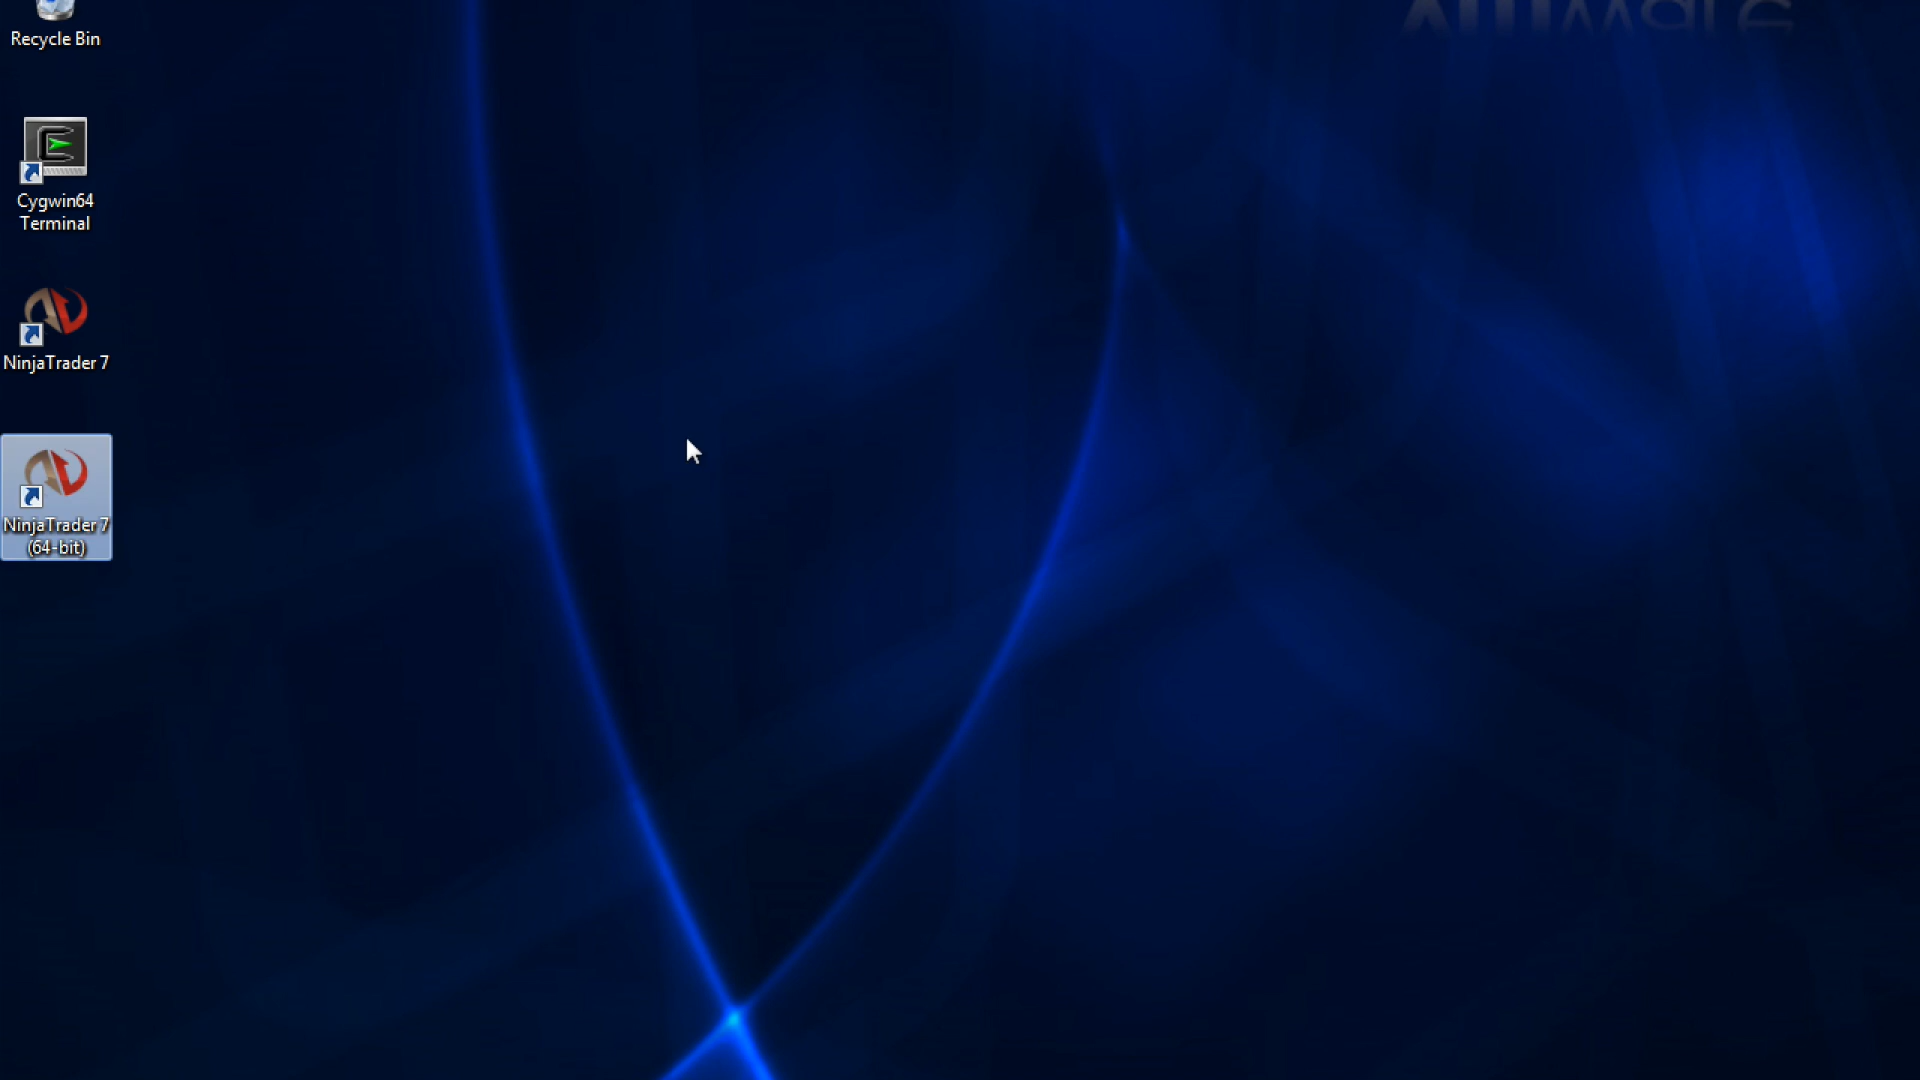 Recycle Bin
Cygwin64
Terminal
NinjaTrader 7
NinjaTrader 7
(64-bit)